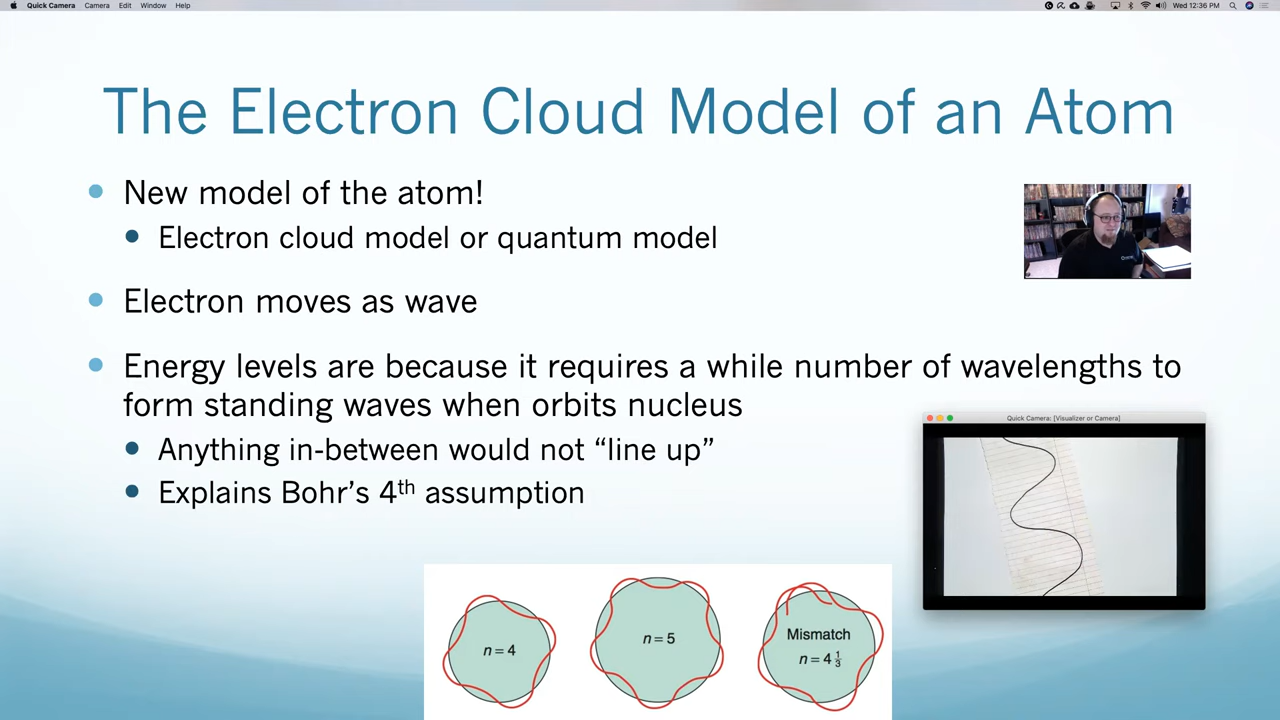 Quick Camera Camera Edit Window Help
Wed 12:36 PM
The Electron Cloud Model of an Atom
New model of the atom!
Electron cloud model or quantum model
Electron moves as wave
Energy levels are because it requires a while number of wavelengths to
form standing waves when orbits nucleus
Anything in-between would not “line up”
Explains Bohr’s 4th assumption
Quick Camera: [Visualizer or Camera]
n = 4
n = 5
Mismatch
n = 4 1/3